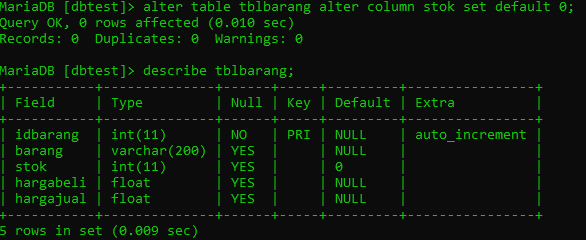 MariaDB [dbtest]> alter table tblbarang alter column stok set default 0;
Query OK, 0 rows affected (0.010 sec)
Records: 0  Duplicates: 0  Warnings: 0

MariaDB [dbtest]> describe tblbarang;
+-----------+--------------+------+-----+---------+----------------+
| Field     | Type         | Null | Key | Default | Extra          |
+-----------+--------------+------+-----+---------+----------------+
| idbarang  | int(11)      | NO   | PRI | NULL    | auto_increment |
| barang    | varchar(200) | YES  |     | NULL    |                |
| stok      | int(11)      | YES  |     | 0       |                |
| hargabeli | float        | YES  |     | NULL    |                |
| hargajual | float        | YES  |     | NULL    |                |
+-----------+--------------+------+-----+---------+----------------+
5 rows in set (0.009 sec)